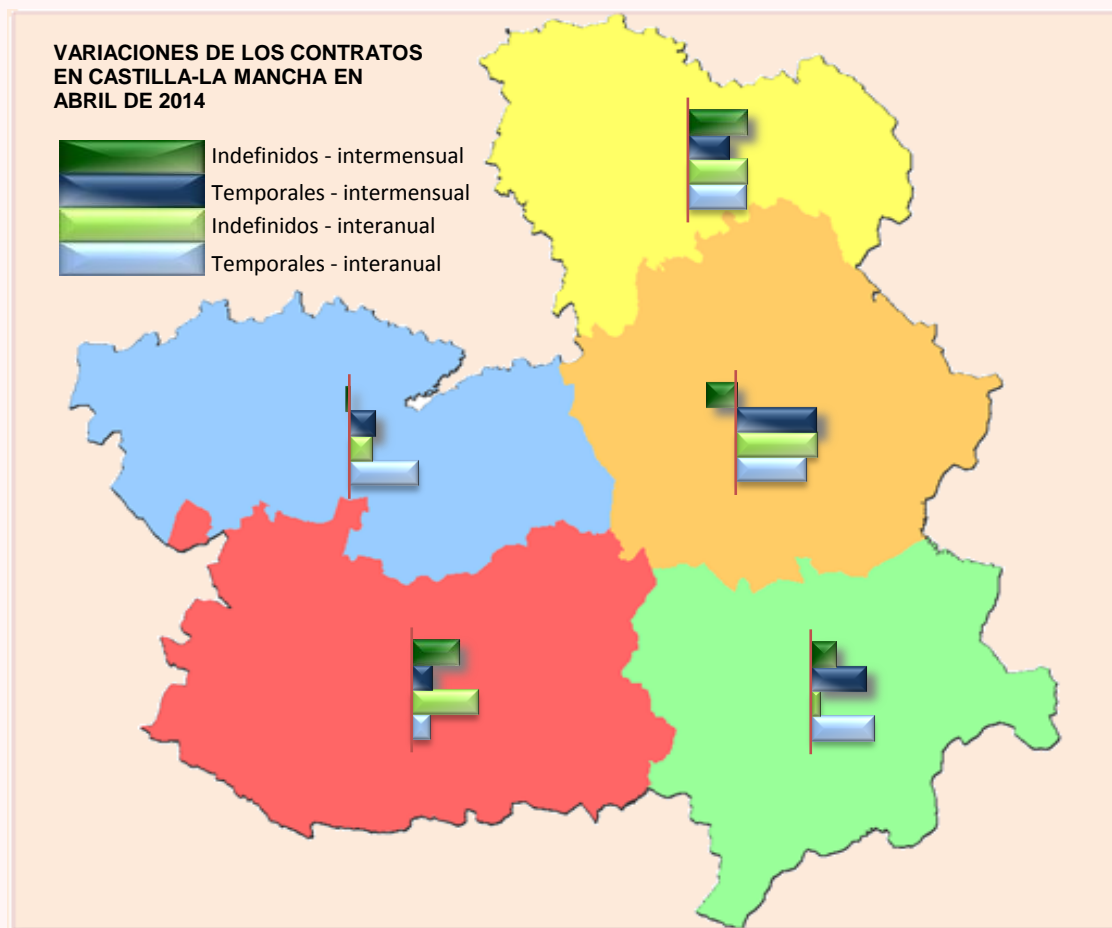 VARIACIONES DE LOS CONTRATOS
EN CASTILLA-LA MANCHA EN
ABRIL DE 2014
Indefinidos - intermensual
Temporales - intermensual
Indefinidos - interanual
Temporales - interanual